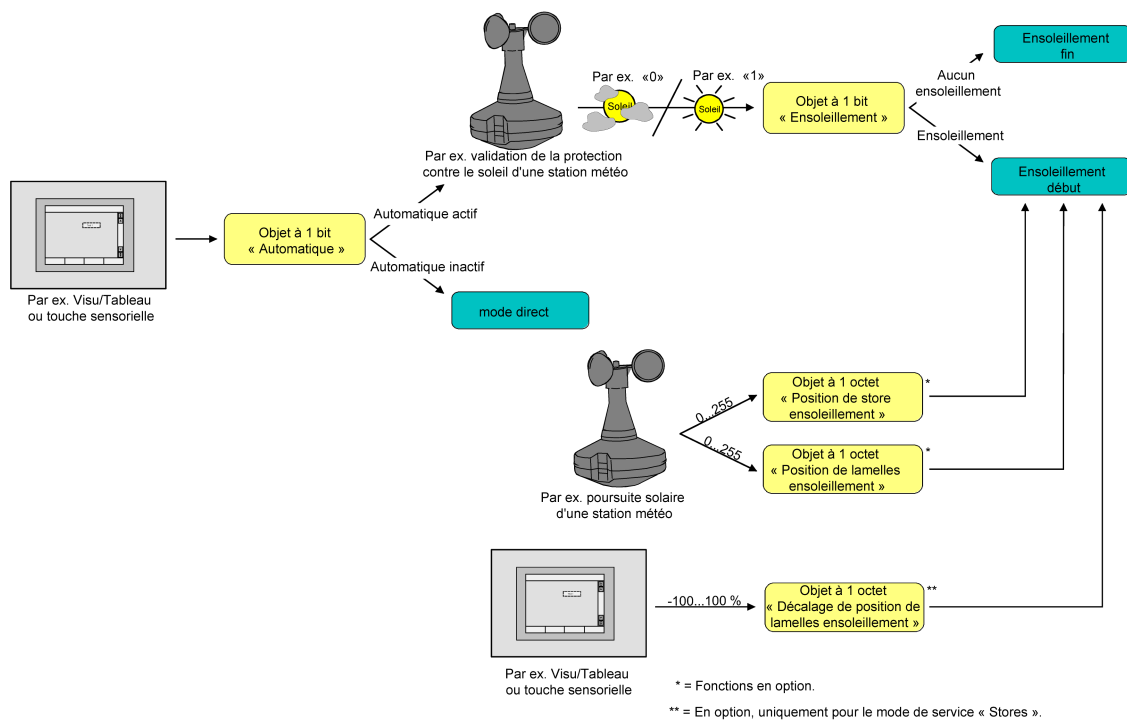 Ensoleillement
fin
Par ex. «0»
Par ex. «1»
Aucun
ensoleillement
Soleil
Soleil
Objet à 1 bit
« Ensoleillement »
Ensoleillement
Par ex. validation de la protection
contre le soleil d'une station météo
Ensoleillement
début
Automatique actif
Objet à 1 bit
« Automatique »
Automatique inactif
Par ex. Visu/Tableau
ou touche sensorielle
mode direct
0...255
Objet à 1 octet
« Position de store
ensoleillement »
*
0...255
Objet à 1 octet
« Position de lamelles
ensoleillement »
*
Par ex. poursuite solaire
d'une station météo
-100...100 %
Objet à 1 octet
« Décalage de position de
lamelles ensoleillement »
**
Par ex. Visu/Tableau
ou touche sensorielle
* = Fonctions en option.
** = En option, uniquement pour le mode de service « Stores ».